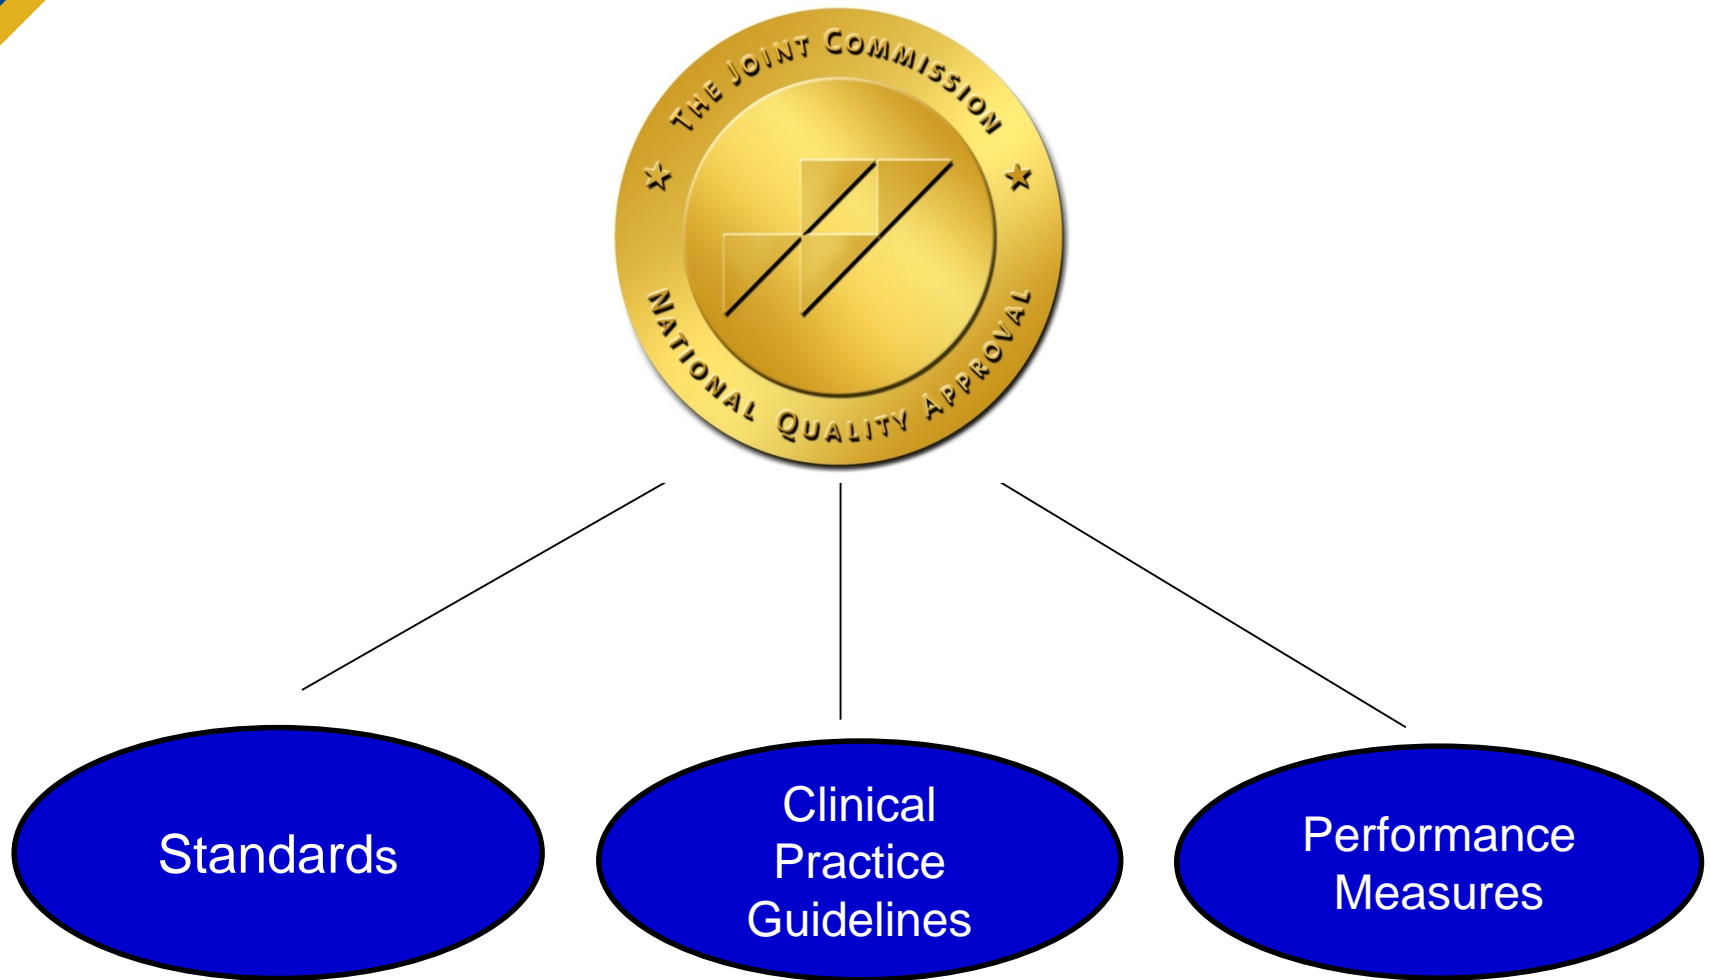 THE JOINT COMMISSION
NATIONAL QUALITY APPROVAL
Standards
Clinical
Practice
Guidelines
Performance
Measures